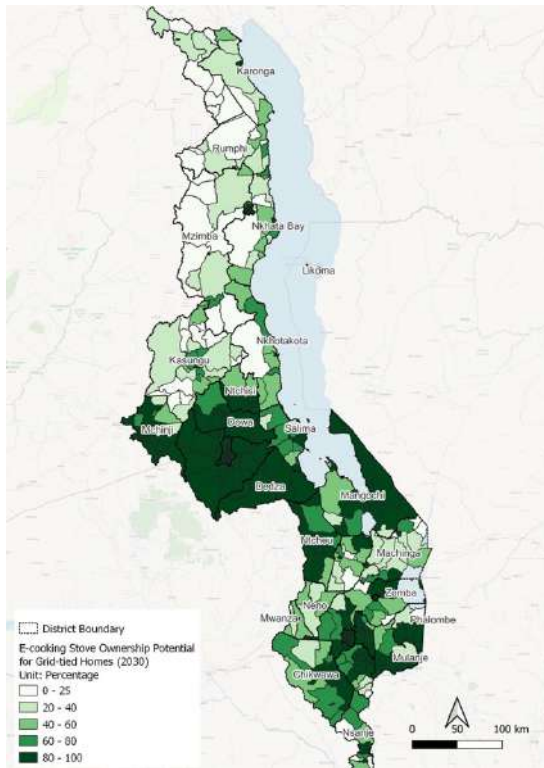 Karonga
Rumphi
Mzimba
Nkhata Bay
Likoma
Nkhotakota
Kasungu
Ntchisi
Mchinji
Dowa
Salima
Dedza
Mangochi
Ntcheu
Machinga
Zomba
Neno
Mwanza
Phalombe
Mulanje
Chikwawa
Nsanje
District Boundary
E-cooking Stove Ownership Potential
for Grid-tied Homes (2030)
Unit: Percentage
0 - 25
20 - 40
40 - 60
60 - 80
80 - 100
0 50 100 km